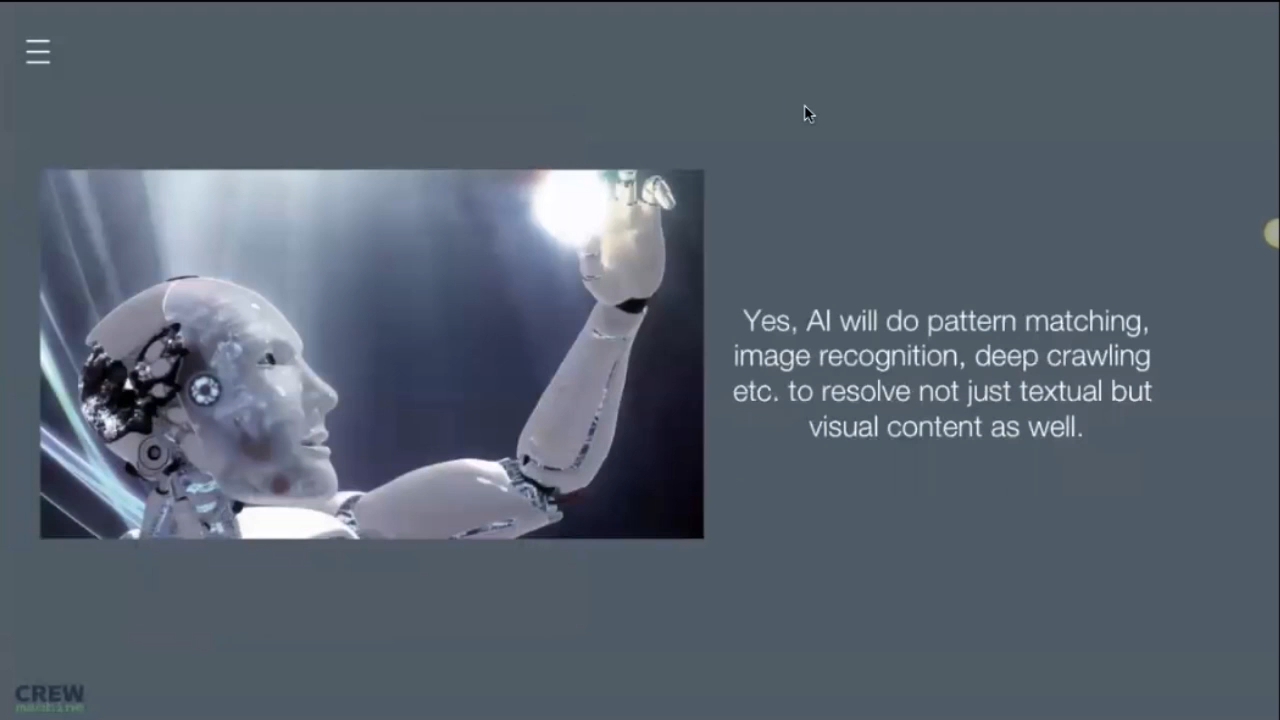 Yes, AI will do pattern matching,
image recognition, deep crawling
etc. to resolve not just textual but
visual content as well.
CREW
machine